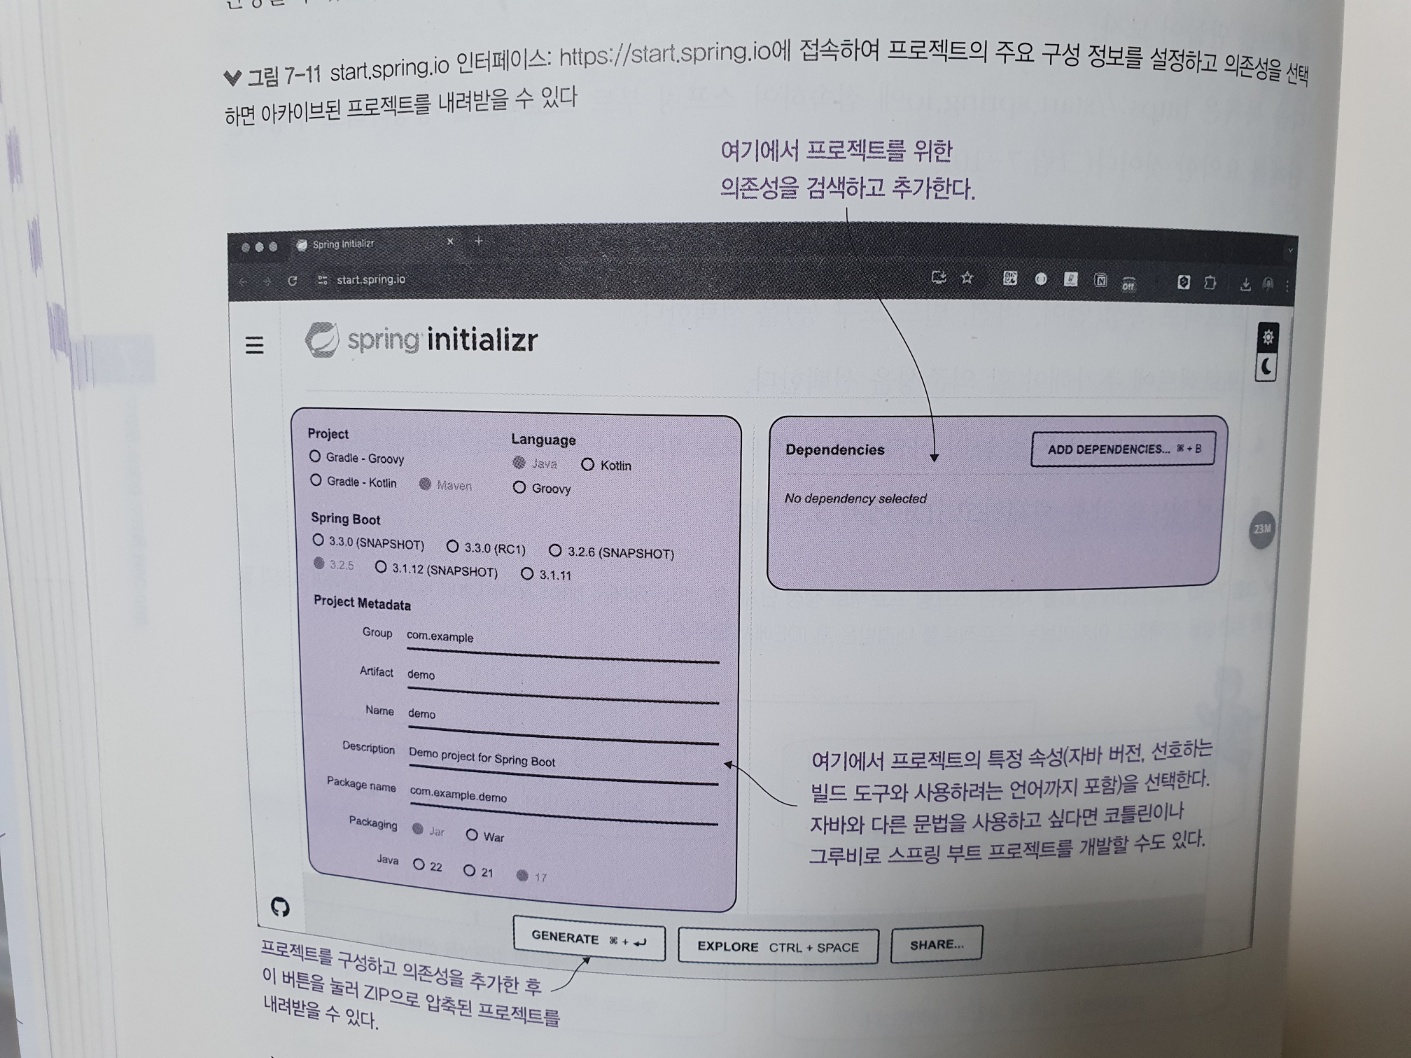 그림 7-11 start.spring.io 인터페이스: https://start.spring.io에 접속하여 프로젝트의 주요 구성 정보를 설정하고 의존성을 선택
하면 아카이브된 프로젝트를 내려받을 수 있다
여기에서 프로젝트를 위한
의존성을 검색하고 추가한다.
Spring Initializr
start.spring.io
Off
spring initializr
Project
Gradle - Groovy
Gradle - Kotlin Maven
Language
Java Kotlin
Groovy
Spring Boot
3.3.0 (SNAPSHOT) 3.3.0 (RC1) 3.2.6 (SNAPSHOT)
3.2.5 3.1.12 (SNAPSHOT) 3.1.11
Project Metadata
Group com.example
Artifact demo
Name demo
Description Demo project for Spring Boot
Package name com.example.demo
Packaging Jar War
Java 22 21 17
Dependencies ADD DEPENDENCIES... ⌘ + B
No dependency selected
23M
여기에서 프로젝트의 특정 속성(자바 버전, 선호하는
빌드 도구와 사용하려는 언어까지 포함)을 선택한다.
자바와 다른 문법을 사용하고 싶다면 코틀린이나
그루비로 스프링 부트 프로젝트를 개발할 수도 있다.
GENERATE ⌘ + ↵ EXPLORE CTRL + SPACE SHARE...
프로젝트를 구성하고 의존성을 추가한 후
이 버튼을 눌러 ZIP으로 압축된 프로젝트를
내려받을 수 있다.